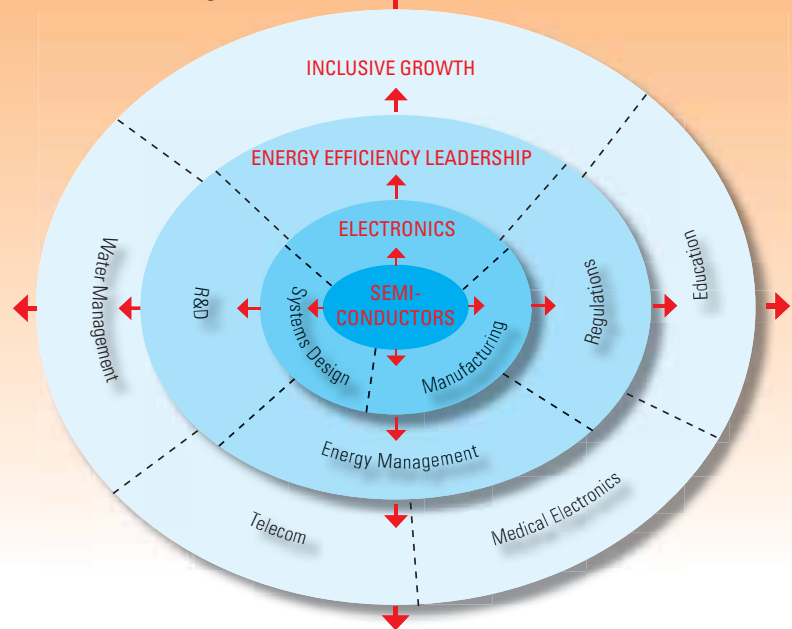 INCLUSIVE GROWTH
ENERGY EFFICIENCY LEADERSHIP
ELECTRONICS
SEMI-
CONDUCTORS
Systems Design
Manufacturing
R&D
Regulations
Energy Management
Water Management
Education
Telecom
Medical Electronics